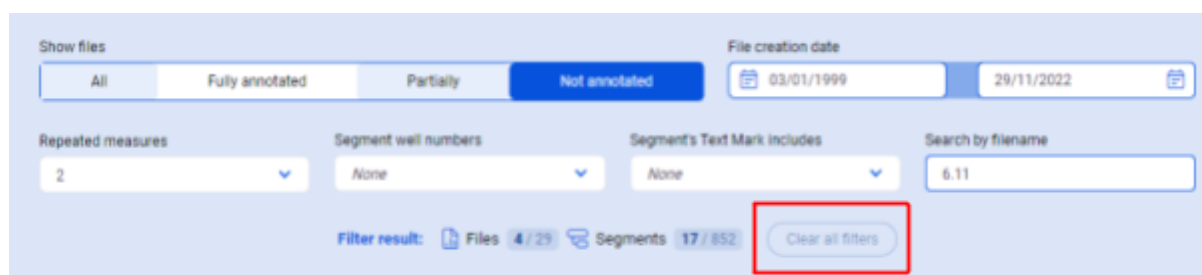 Show files File creation date
All Fully annotated Partially Not annotated 03/01/1999 29/11/2022
Repeated measures Segment well numbers Segment's Text Mark includes Search by filename
2 None None 6.11
Filter result: Files 4 / 29 Segments 17 / 852 Clear all filters